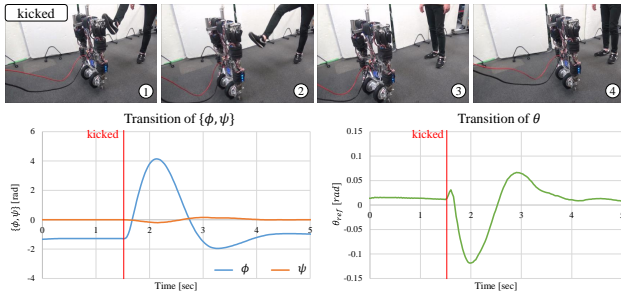 kicked
1
2
3
4
Transition of {ϕ, ψ}
kicked
6
4
2
0
-2
-4
0
1
2
3
4
5
{ϕ, ψ} [rad]
Time [sec]
ϕ
ψ
Transition of θ
kicked
0.15
0.1
0.05
0
-0.05
-0.1
-0.15
0
1
2
3
4
5
θref [rad]
Time [sec]